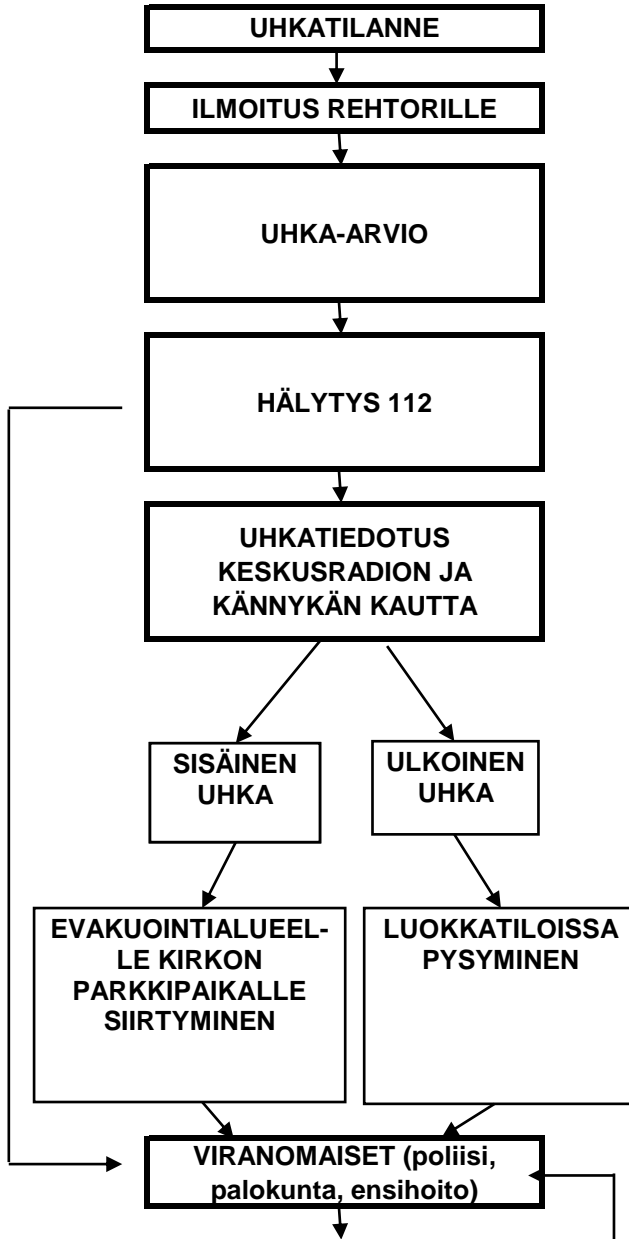 UHKATILANNE
ILMOITUS REHTORILLE
UHKA-ARVIO
HÄLYTYS 112
UHKATIEDOTUS
KESKUSRADION JA
KÄNNYKÄN KAUTTA
SISÄINEN
UHKA
ULKOINEN
UHKA
EVAKUOINTIALUEEL-
LE KIRKON
PARKKIPAIKALLE
SIIRTYMINEN
LUOKKATILOISSA
PYSYMINEN
VIRANOMAISET (poliisi,
palokunta, ensihoito)